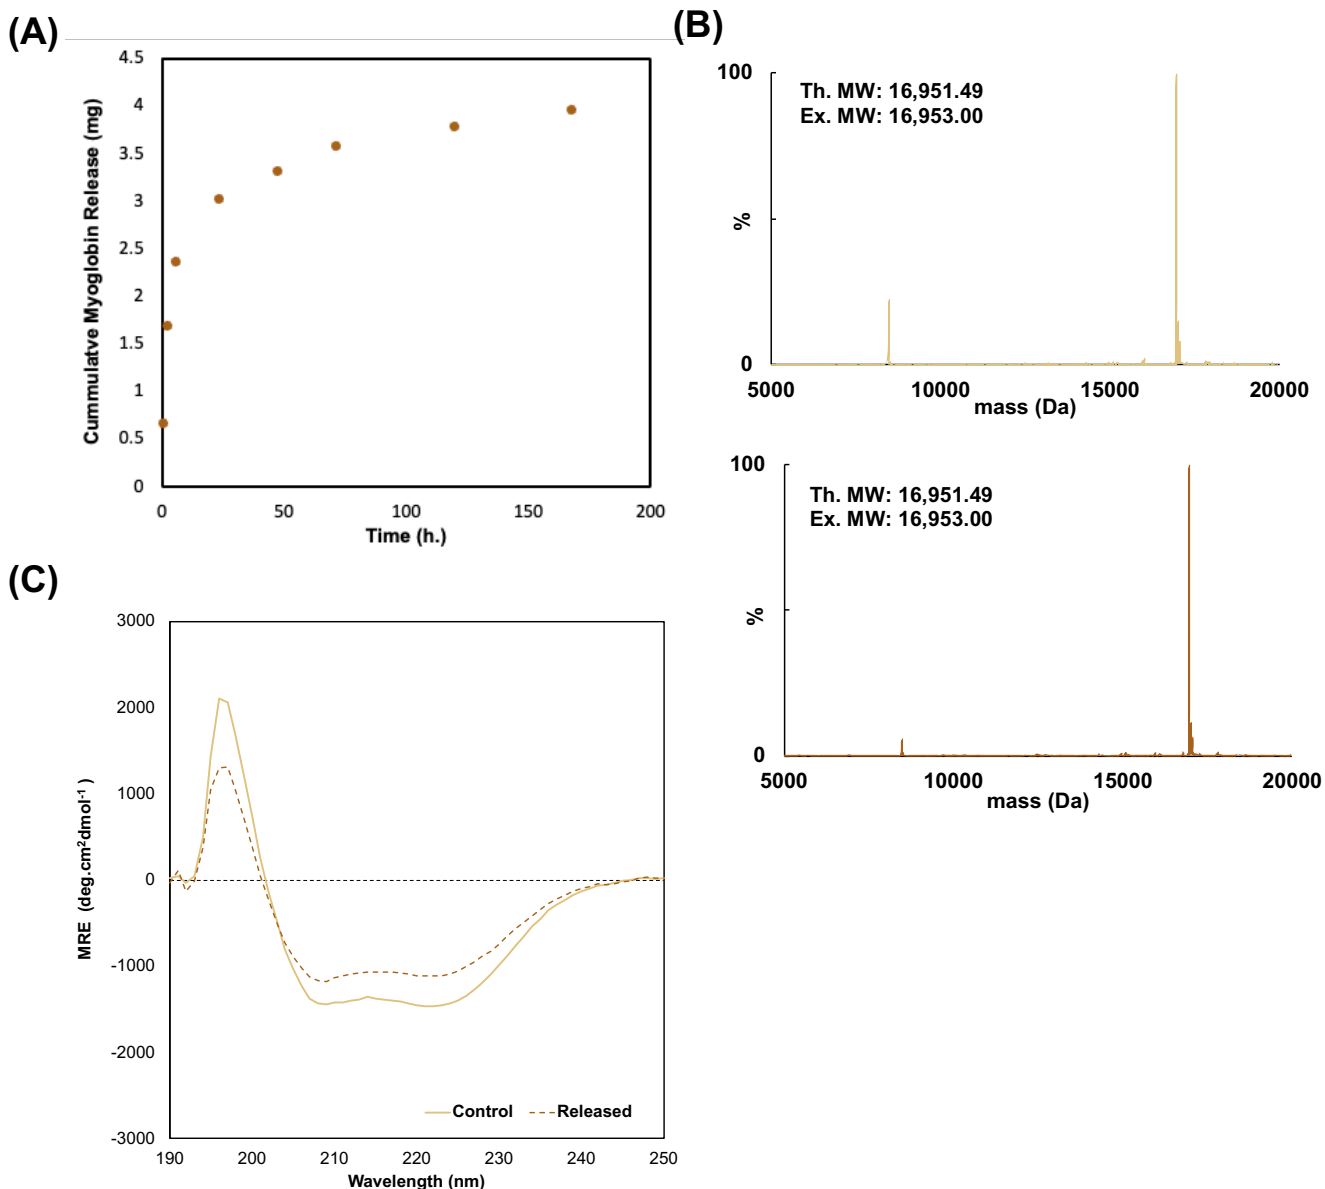 (A)
Cummulatve Myoglobin Release (mg)
4.5
4
3.5
3
2.5
2
1.5
1
0.5
0
0 50 100 150 200
Time (h.)
(B)
Th. MW: 16,951.49
Ex. MW: 16,953.00
100
%
0
5000 10000 15000 20000
mass (Da)
Th. MW: 16,951.49
Ex. MW: 16,953.00
100
%
0
5000 10000 15000 20000
mass (Da)
(C)
MRE (deg.cm²dmol⁻¹ )
3000
2000
1000
0
-1000
-2000
-3000
Control Released
190 200 210 220 230 240 250
Wavelength (nm)